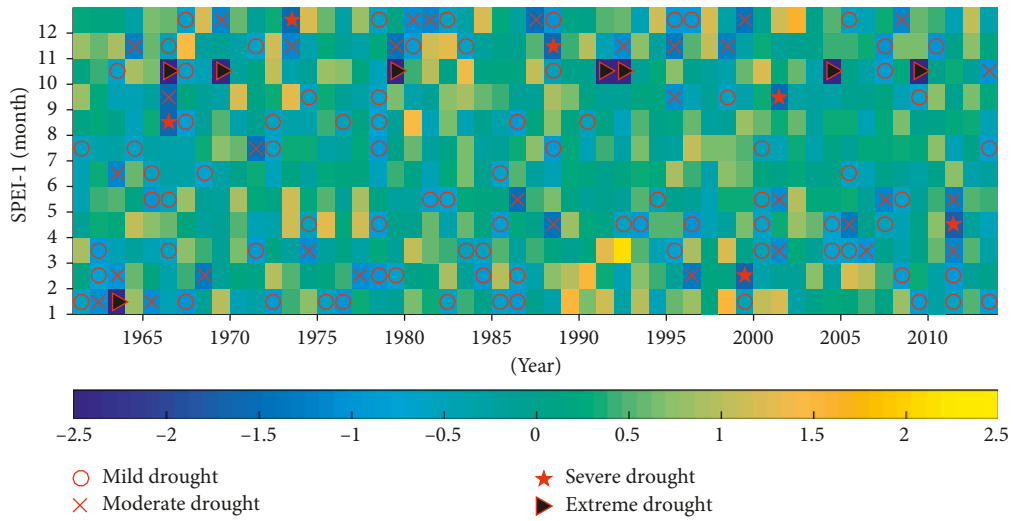 12
11
10
9
8
7
6
5
4
3
2
1
SPEI-1 (month)
1965 1970 1975 1980 1985 1990 1995 2000 2005 2010
(Year)
−2.5 −2 −1.5 −1 −0.5 0 0.5 1 1.5 2 2.5
Mild drought
Moderate drought
Severe drought
Extreme drought